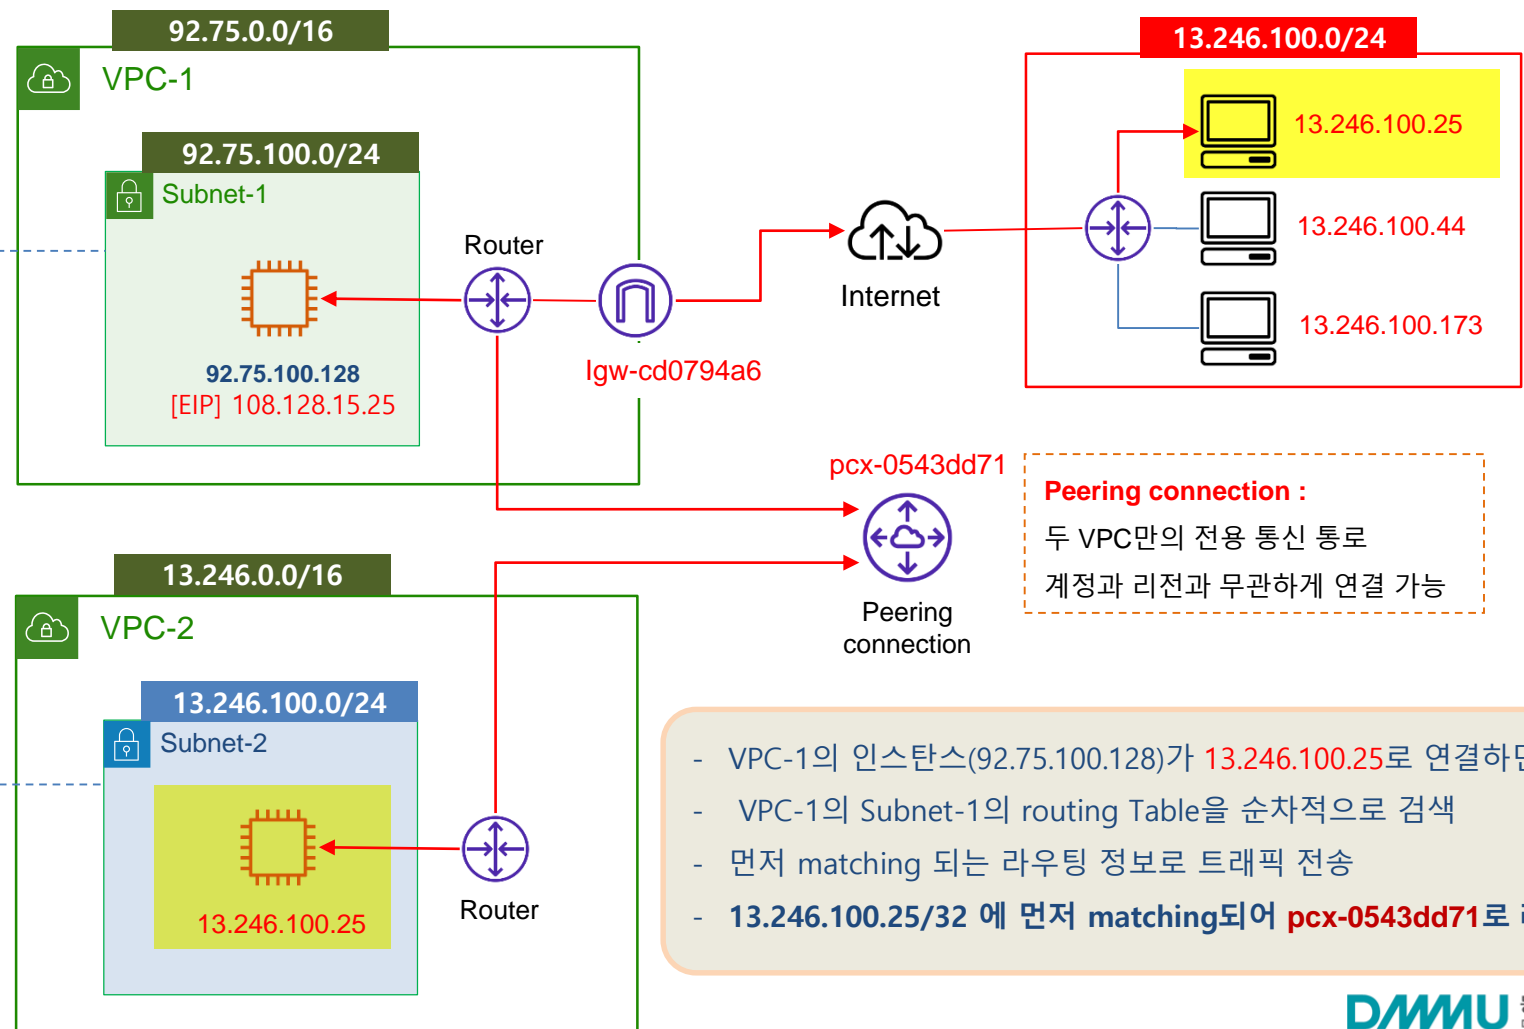 92.75.0.0/16
VPC-1
92.75.100.0/24
Subnet-1
92.75.100.128
[EIP] 108.128.15.25
Router
Igw-cd0794a6
Internet
13.246.100.0/24
13.246.100.25
13.246.100.44
13.246.100.173
pcx-0543dd71
Peering
connection
Peering connection :
두 VPC만의 전용 통신 통로
계정과 리전과 무관하게 연결 가능
13.246.0.0/16
VPC-2
13.246.100.0/24
Subnet-2
13.246.100.25
Router
- VPC-1의 인스탄스(92.75.100.128)가 13.246.100.25로 연결하면
- VPC-1의 Subnet-1의 routing Table을 순차적으로 검색
- 먼저 matching 되는 라우팅 정보로 트래픽 전송
- 13.246.100.25/32 에 먼저 matching되어 pcx-0543dd71로
DMMU